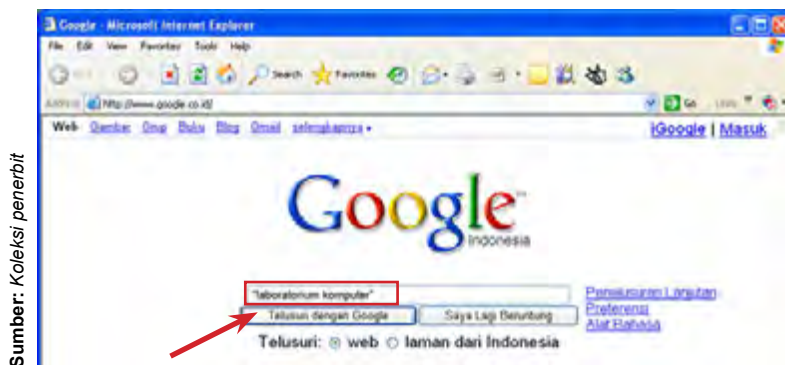 Google - Microsoft Internet Explorer
File Edit View Favorites Tools Help
Search Favorites
Address http://www.google.co.id/ Go Links
Web Gambar Grup Buku Blog Gmail selengkapnya
iGoogle | Masuk
Google
Indonesia
"laboratorium komputer"
Penelusuran Lanjutan
Telusuri dengan Google Saya Lagi Beruntung
Preferensi
Alat Bahasa
Telusuri: web laman dari Indonesia
Sumber: Koleksi penerbit